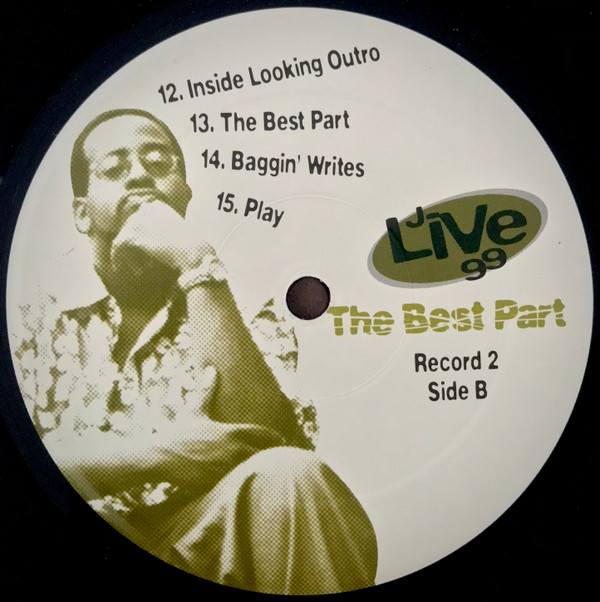 12. Inside Looking Outro
13. The Best Part
14. Baggin' Writes
15. Play
J-Live
99
The Best Part
Record 2
Side B